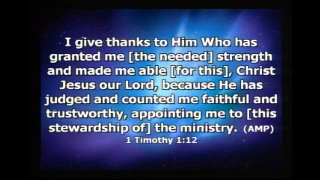 I give thanks to Him Who has
granted me [the needed] strength
and made me able [for this], Christ
Jesus our Lord, because He has
judged and counted me faithful and
trustworthy, appointing me to [this
stewardship of] the ministry. (AMP)
1 Timothy 1:12